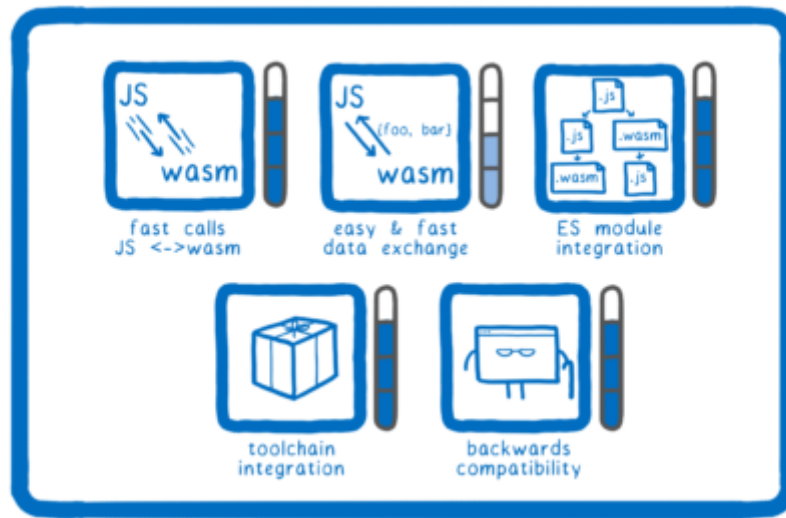 JS
wasm
fast calls
JS <->wasm
JS
{foo, bar}
wasm
easy & fast
data exchange
.js
.js
.wasm
.wasm
.js
ES module
integration
toolchain
integration
backwards
compatibility